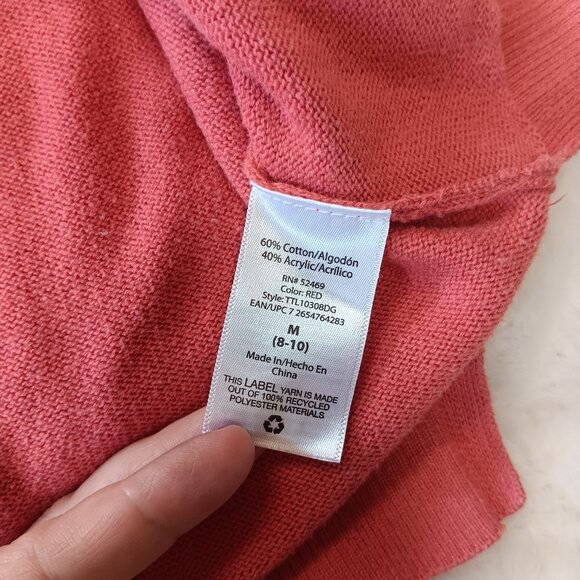 60% Cotton/Algodón
40% Acrylic/Acrílico
RN# 52469
Color: RED
Style: TTL10308DG
EAN/UPC 7 2654764283
M
(8-10)
Made In/Hecho En
China
THIS LABEL YARN IS MADE
OUT OF 100% RECYCLED
POLYESTER MATERIALS